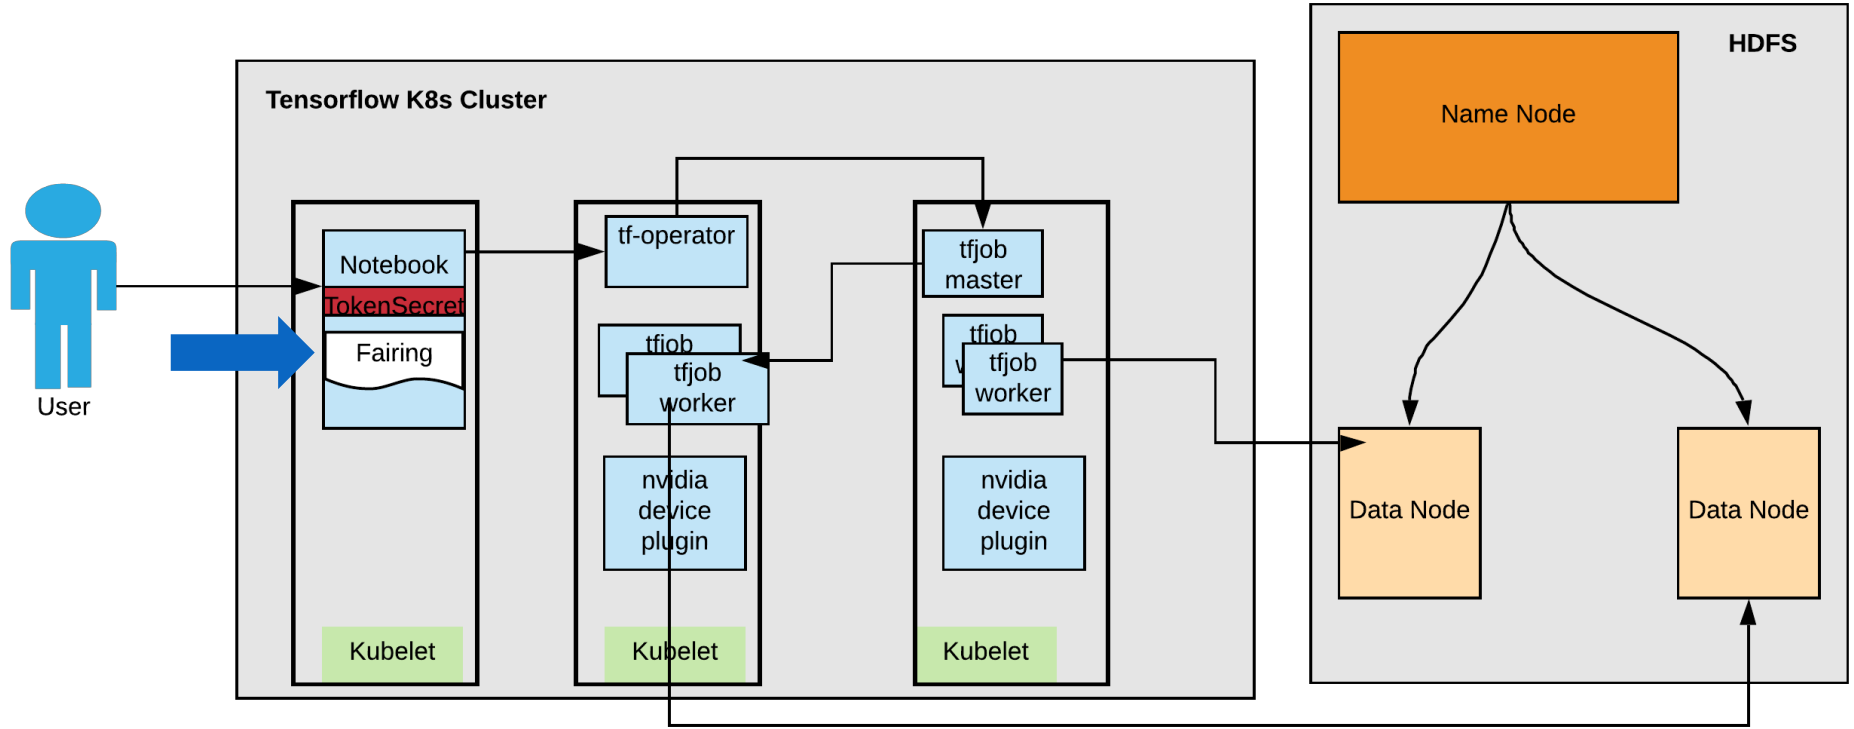 HDFS
Name Node
Tensorflow K8s Cluster
User
Notebook
TokenSecret
Fairing
Kubelet
tf-operator
tfjob
tfjob
worker
nvidia
device
plugin
Kubelet
tfjob
master
tfjob
tfjob
worker
nvidia
device
plugin
Kubelet
Data Node
Data Node